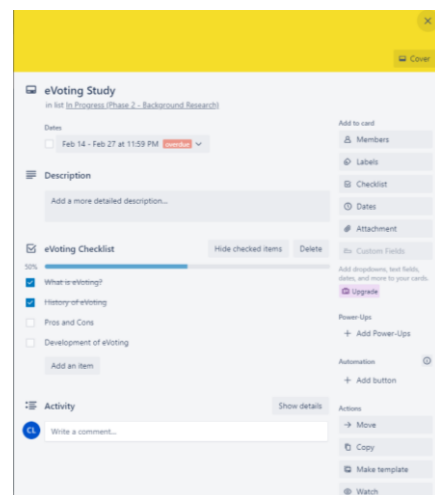 Cover
eVoting Study
in list In Progress (Phase 2 - Background Research)
Dates
Feb 14 - Feb 27 at 11:59 PM overdue
Description
Add a more detailed description...
eVoting Checklist
Hide checked items
Delete
50%
What is eVoting?
History of eVoting
Pros and Cons
Development of eVoting
Add an item
Activity
Show details
CL
Write a comment...
Add to card
Members
Labels
Checklist
Dates
Attachment
Custom Fields
Add dropdowns, text fields,
dates, and more to your cards.
Upgrade
Power-Ups
+ Add Power-Ups
Automation
+ Add button
Actions
Move
Copy
Make template
Watch